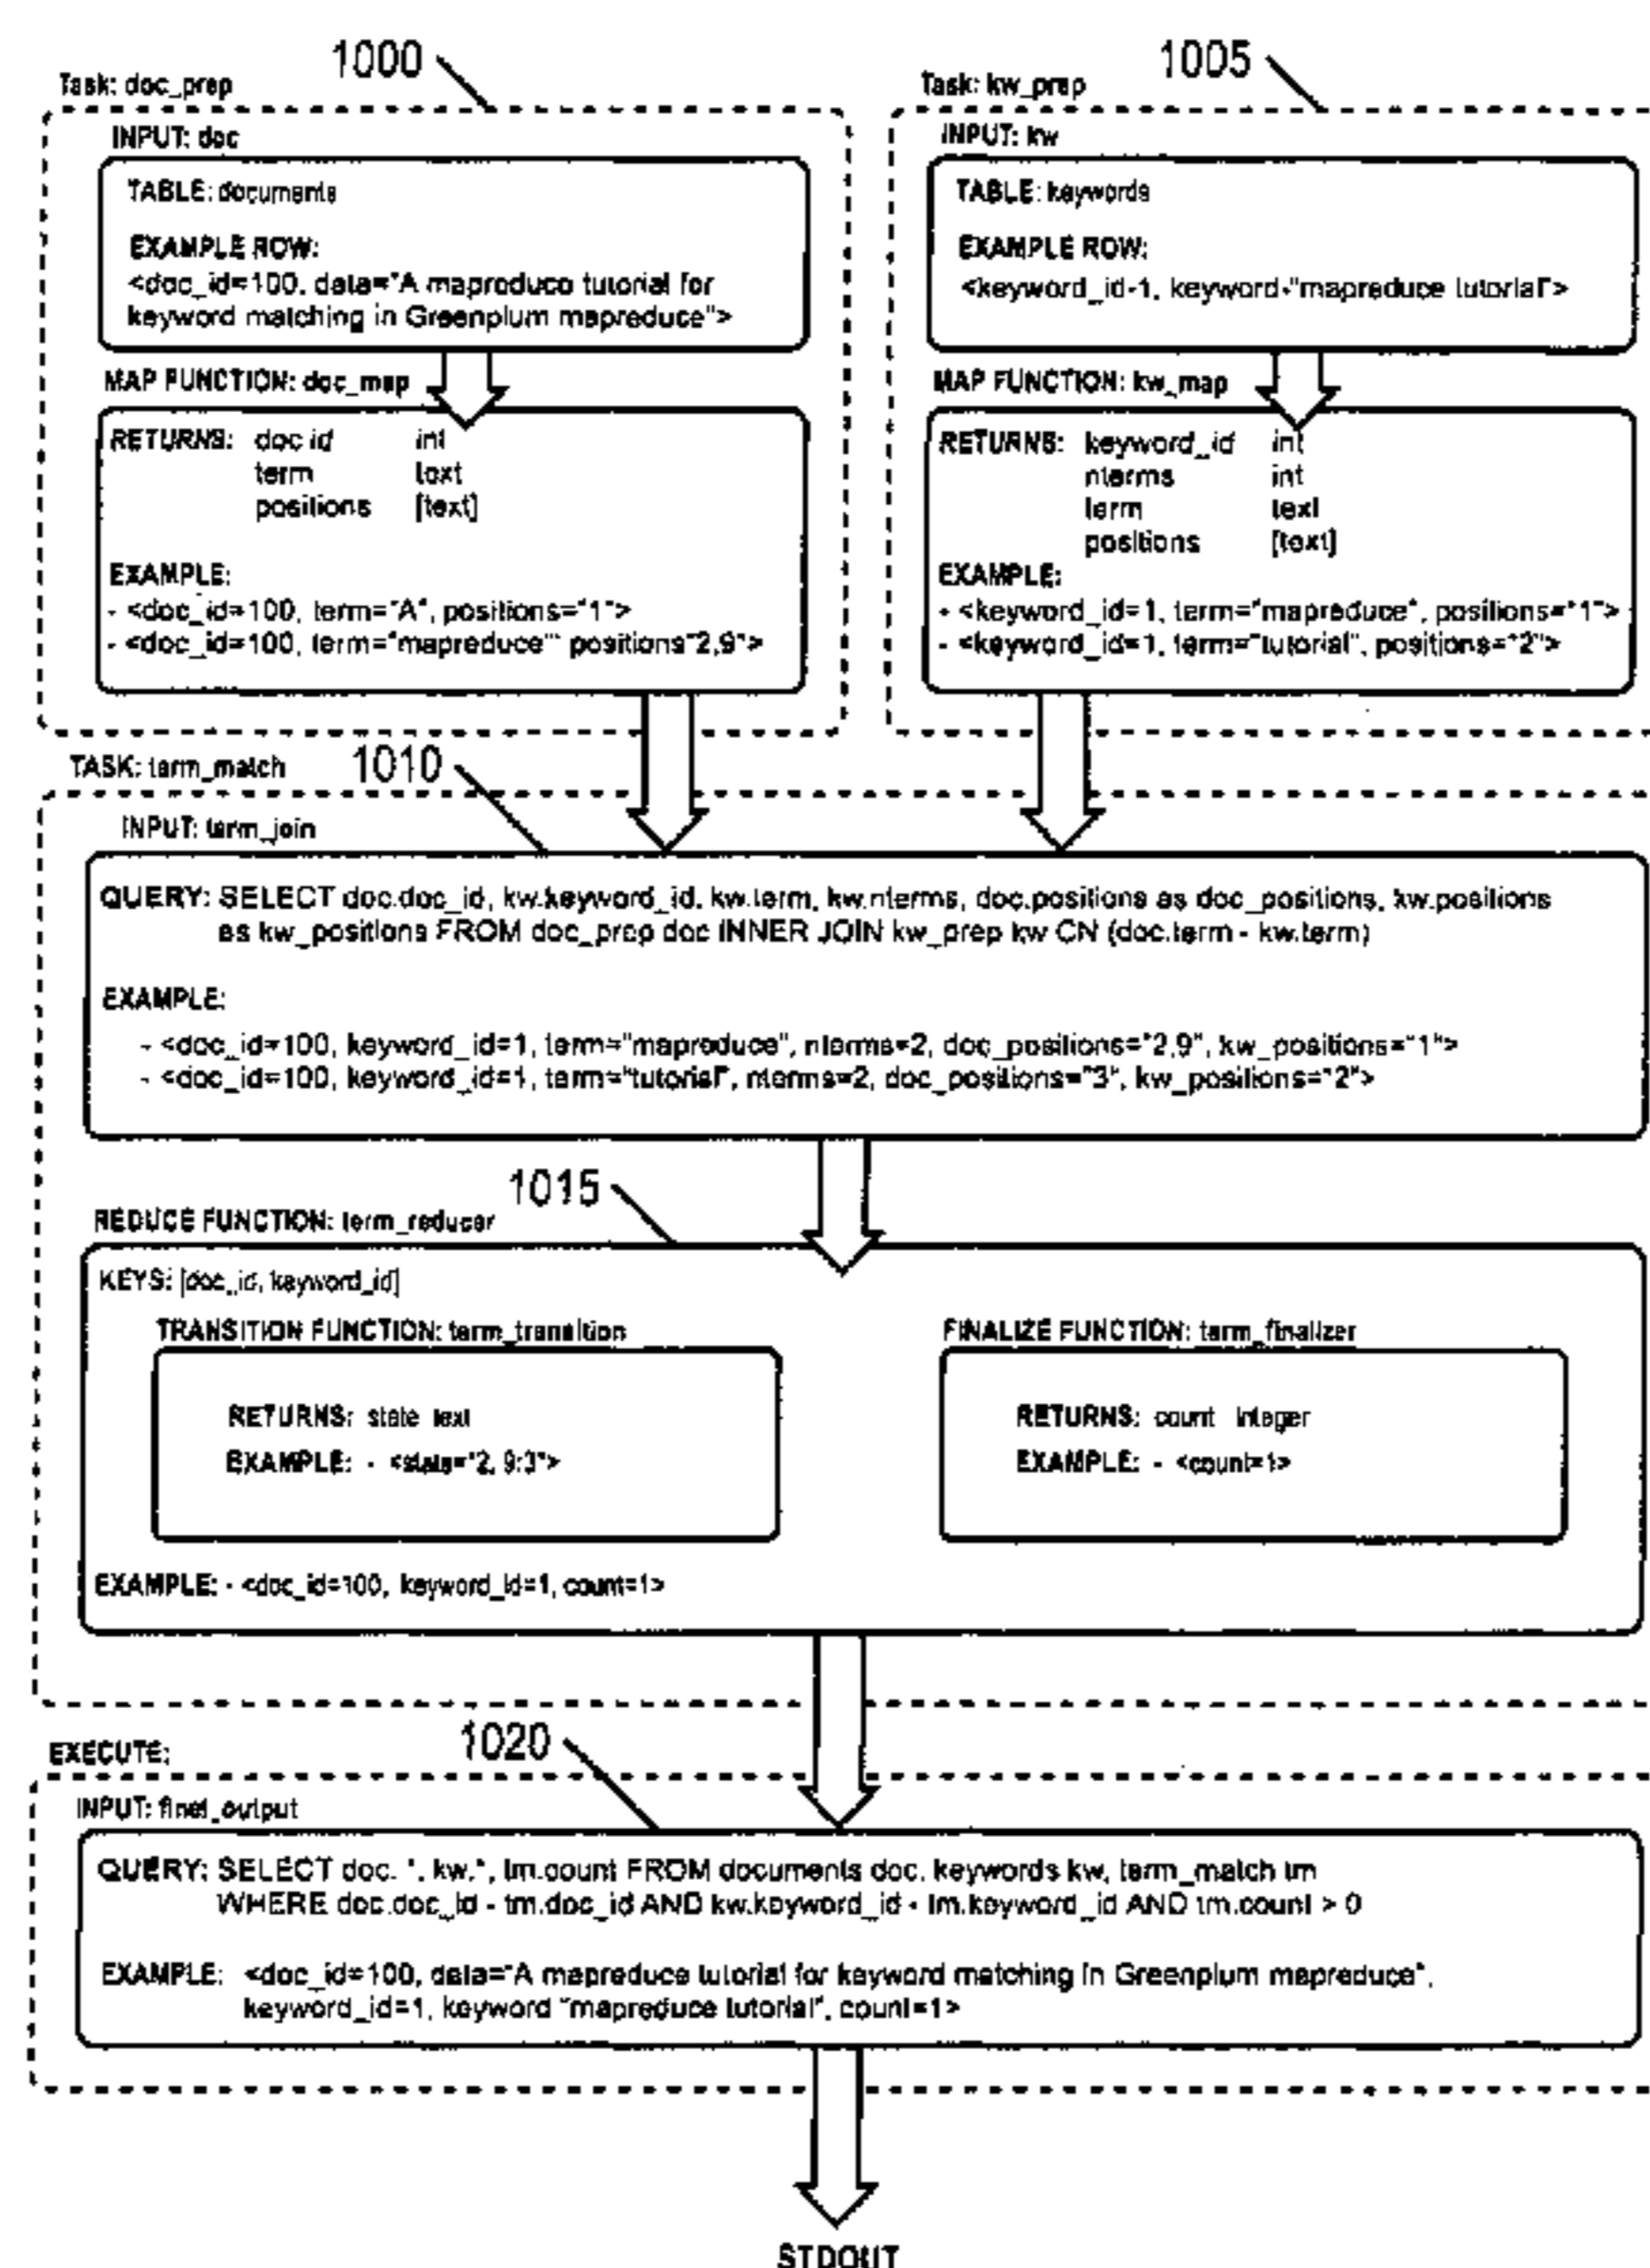 1000
Task: doc_prep
INPUT: doc
TABLE: documents
EXAMPLE ROW:
<doc_id=100, data="A mapreduce tutorial for
keyword matching in Greenplum mapreduce">
MAP FUNCTION: doc_map
RETURNS: doc id int
term text
positions [text]
EXAMPLE:
- <doc_id=100, term="A", positions="1">
- <doc_id=100, term="mapreduce"' positions"2,9">
1005
Task: kw_prep
INPUT: kw
TABLE: keywords
EXAMPLE ROW:
<keyword_id-1, keyword-"mapreduce tutorial">
MAP FUNCTION: kw_map
RETURNS: keyword_id int
nterms int
term text
positions [text]
EXAMPLE:
- <keyword_id=1, term="mapreduce", positions="1">
- <keyword_id=1, term="tutorial", positions="2">
TASK: term_match
1010
INPUT: term_join
QUERY: SELECT doc.doc_id, kw.keyword_id, kw.term, kw.nterms, doc.positions as doc_positions, kw.positions
as kw_positions FROM doc_prep doc INNER JOIN kw_prep kw CN (doc.term - kw.term)
EXAMPLE:
- <doc_id=100, keyword_id=1, term="mapreduce", nterms=2, doc_positions="2,9", kw_positions="1">
- <doc_id=100, keyword_id=1, term="tutorial", nterms=2, doc_positions="3", kw_positions="2">
1015
REDUCE FUNCTION: term_reducer
KEYS: [doc_id, keyword_id]
TRANSITION FUNCTION: term_transition
RETURNS: state text
EXAMPLE: - <state="2, 9:3">
FINALIZE FUNCTION: term_finalizer
RETURNS: count integer
EXAMPLE: - <count=1>
EXAMPLE: - <doc_id=100, keyword_id=1, count=1>
1020
EXECUTE:
INPUT: final_output
QUERY: SELECT doc. *, kw.*, tm.count FROM documents doc, keywords kw, term_match tm
WHERE doc.doc_id - tm.doc_id AND kw.keyword_id - tm.keyword_id AND tm.count > 0
EXAMPLE: <doc_id=100, data="A mapreduce tutorial for keyword matching in Greenplum mapreduce",
keyword_id=1, keyword "mapreduce tutorial", count=1>
STDOUT